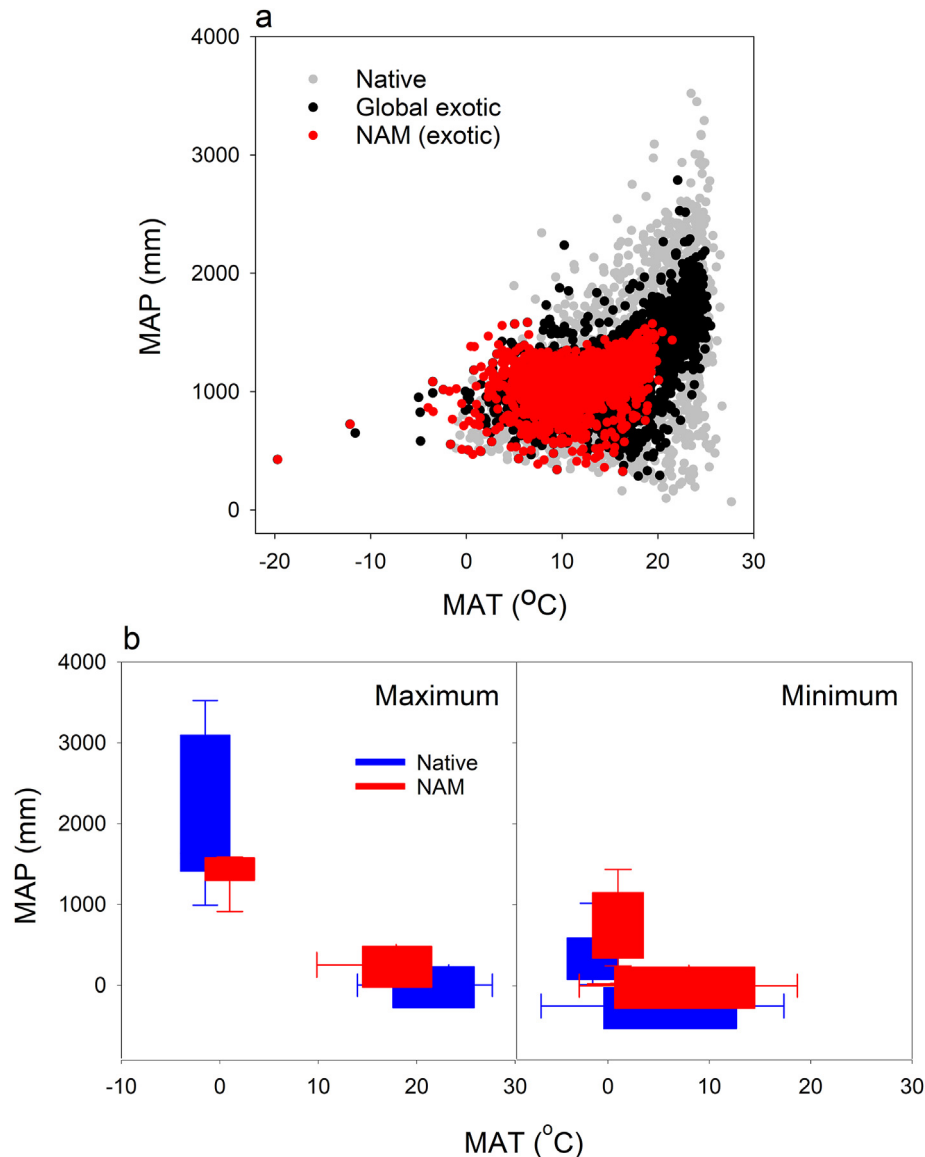 a
4000
3000
2000
1000
0
MAP (mm)
Native
Global exotic
NAM (exotic)
-20 -10 0 10 20 30
MAT (ºC)
b
4000
3000
2000
1000
0
MAP (mm)
Maximum
Minimum
Native
NAM
-10 0 10 20 30 0 10 20 30
MAT (°C)